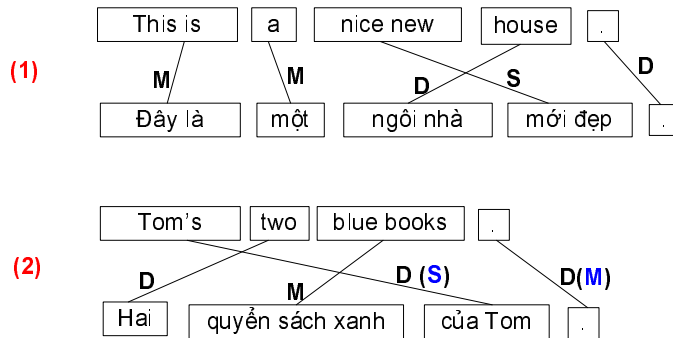 This is a nice new house .
(1)
M M D S D
Đây là một ngôi nhà mới đẹp .
Tom's two blue books .
(2)
D M D (S) D(M)
Hai quyển sách xanh của Tom .